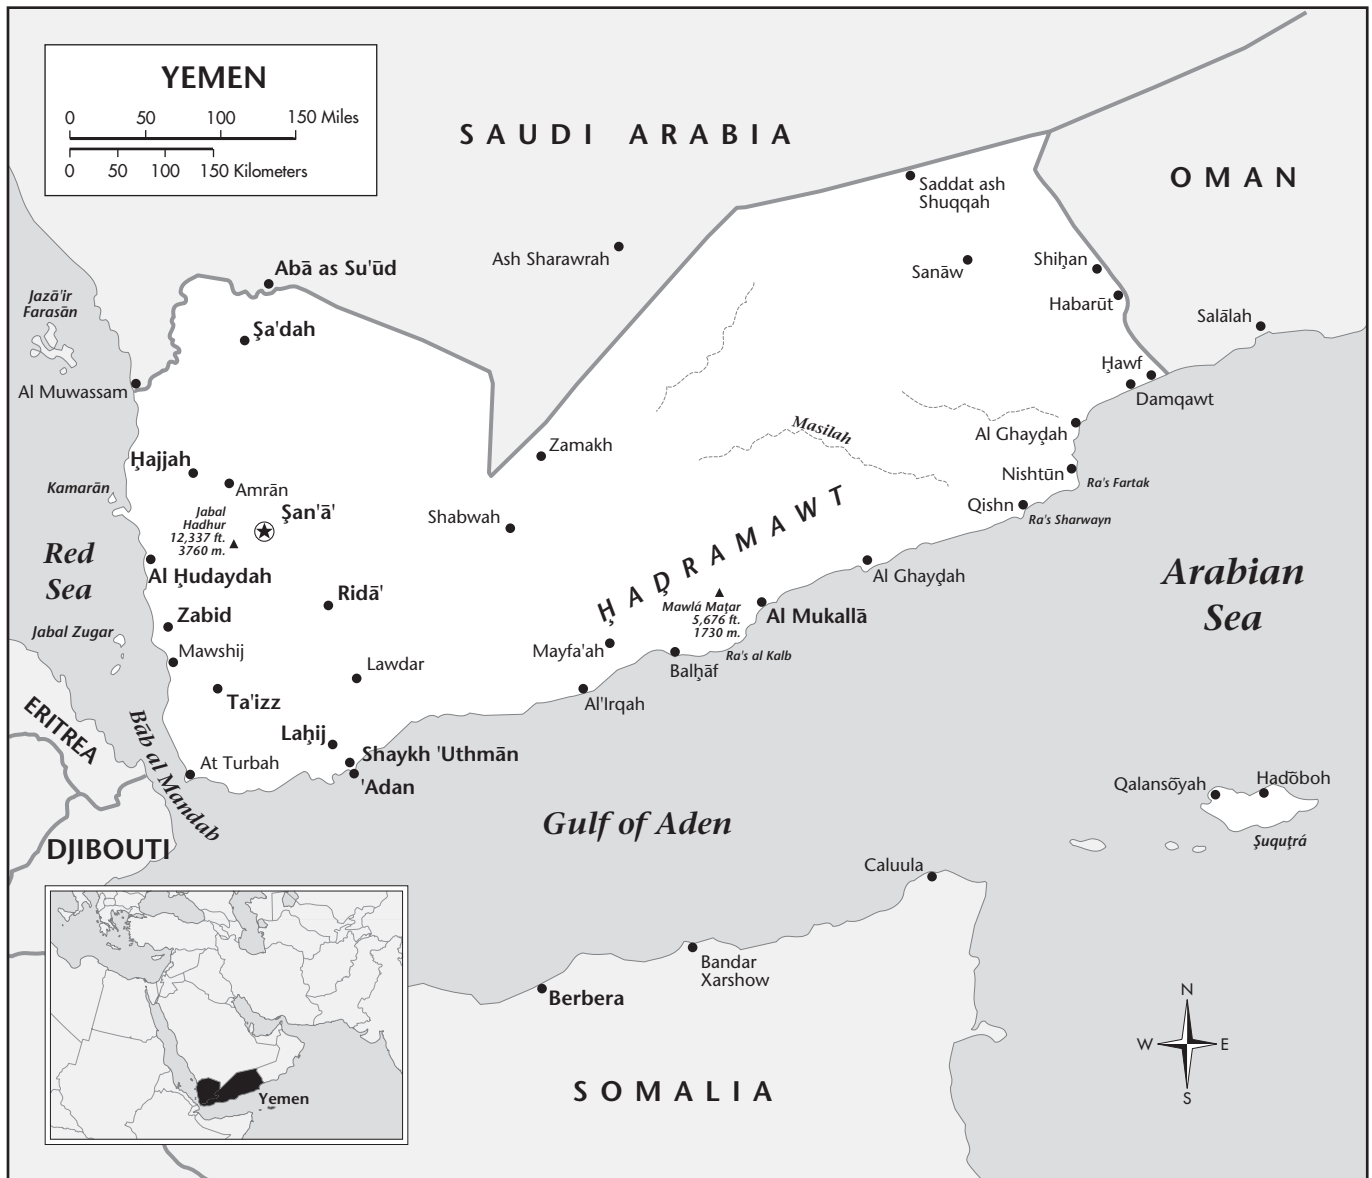 YEMEN
0 50 100 150 Miles
0 50 100 150 Kilometers
SAUDI ARABIA
OMAN
Saddat ash
Shuqqah
Ash Sharawrah
Sanāw
Shiḩan
Habarūt
Salālah
Abā as Su'ūd
Jazā'ir
Farasān
Şa'dah
Ḩawf
Damqawt
Al Muwassam
Al Ghayḑah
Masilah
Zamakh
Nishtūn
Ra's Fartak
Ḩajjah
Amrān
Kamarān
Qishn
Ra's Sharwayn
Şan'ā'
Jabal
Hadhur
12,337 ft.
3760 m.
Shabwah
ḨAḐRAMAWT
Red
Sea
Al Ḩudaydah
Al Ghayḑah
Arabian
Sea
Ridā'
Zabid
Mawlá Maţar
5,676 ft.
1730 m.
Al Mukallā
Jabal Zugar
Mawshij
Mayfa'ah
Ra's al Kalb
Balḩāf
Lawdar
Ta'izz
Al'Irqah
ERITREA
Bāb al Mandab
Laḩij
Shaykh 'Uthmān
'Adan
At Turbah
Qalansōyah
Hadōboh
Şuquţrá
Gulf of Aden
DJIBOUTI
Caluula
Bandar
Xarshow
Berbera
SOMALIA
Yemen
N
W E
S